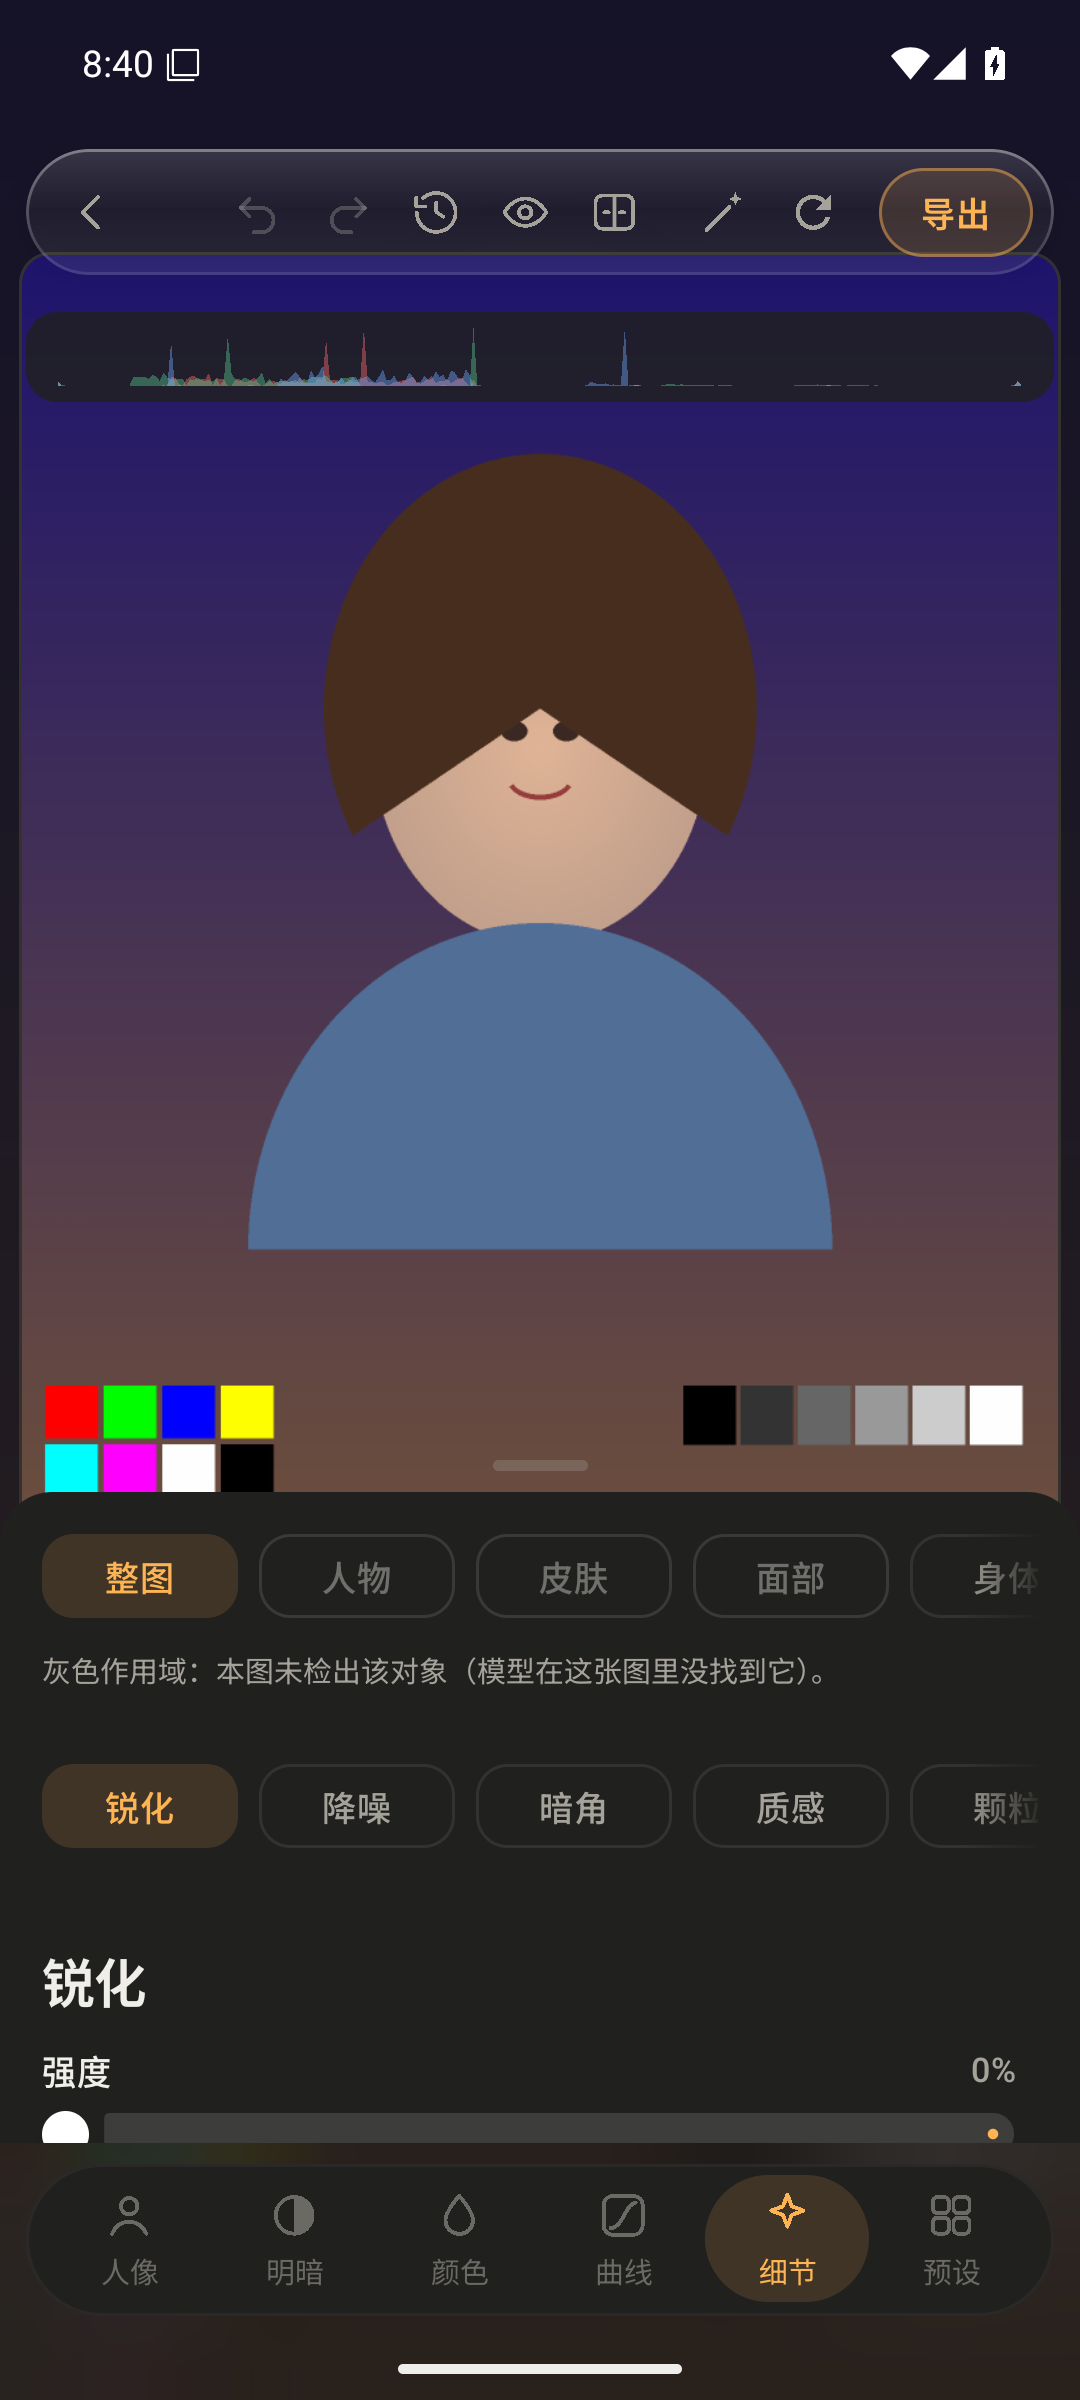 8:40
导出
整图 人物 皮肤 面部 身体
灰色作用域：本图未检出该对象（模型在这张图里没找到它）。
锐化 降噪 暗角 质感 颗粒
锐化
强度 0%
人像 明暗 颜色 曲线 细节 预设